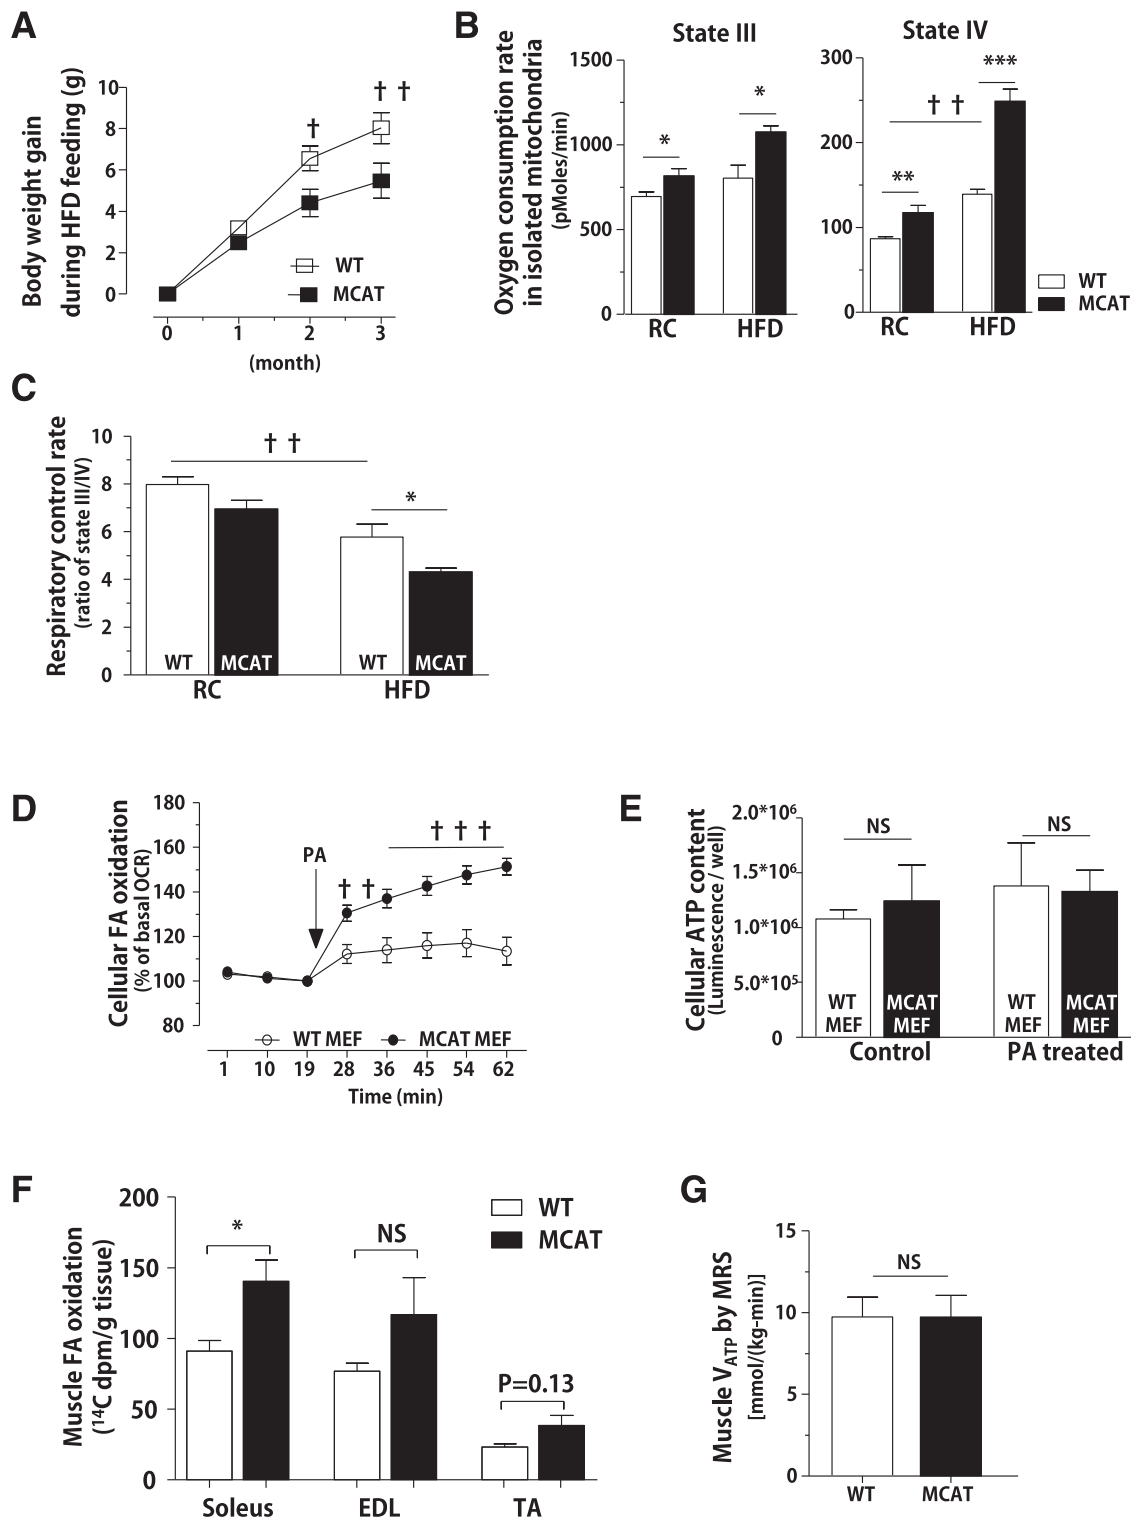 A
Body weight gain
during HFD feeding (g)
10
8
6
4
2
0
†
† †
WT
MCAT
0 1 2 3
(month)
B
State III
State IV
Oxygen consumption rate
in isolated mitochondria
(pMoles/min)
1500
1000
500
0
*
*
RC HFD
300
200
100
0
**
† †
***
RC HFD
WT
MCAT
C
Respiratory control rate
(ratio of state III/IV)
10
8
6
4
2
0
† †
*
WT MCAT WT MCAT
RC HFD
D
Cellular FA oxidation
(% of basal OCR)
180
160
140
120
100
80
PA
† †
† † †
WT MEF MCAT MEF
1 10 19 28 36 45 54 62
Time (min)
E
Cellular ATP content
(Luminescence / well)
2.0*10⁶
1.5*10⁶
1.0*10⁶
5.0*10⁵
0
NS
NS
WT MCAT WT MCAT
MEF MEF MEF MEF
Control PA treated
F
Muscle FA oxidation
(¹⁴C dpm/g tissue)
200
150
100
50
0
*
NS
P=0.13
WT
MCAT
Soleus EDL TA
G
Muscle V_ATP by MRS
[mmol/(kg-min)]
15
10
5
0
NS
WT MCAT